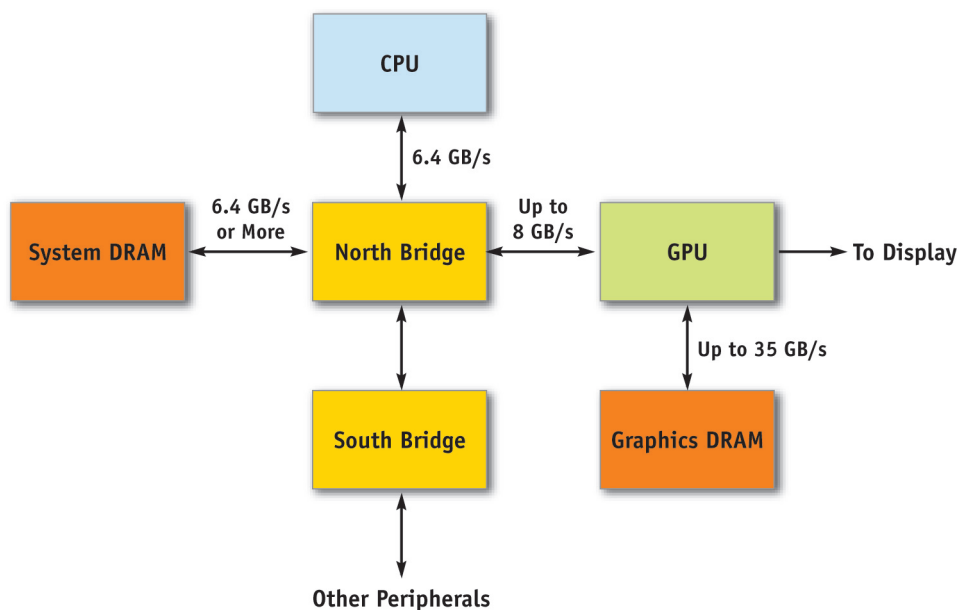 CPU
6.4 GB/s
6.4 GB/s
or More
Up to
8 GB/s
System DRAM
North Bridge
GPU
To Display
Up to 35 GB/s
South Bridge
Graphics DRAM
Other Peripherals